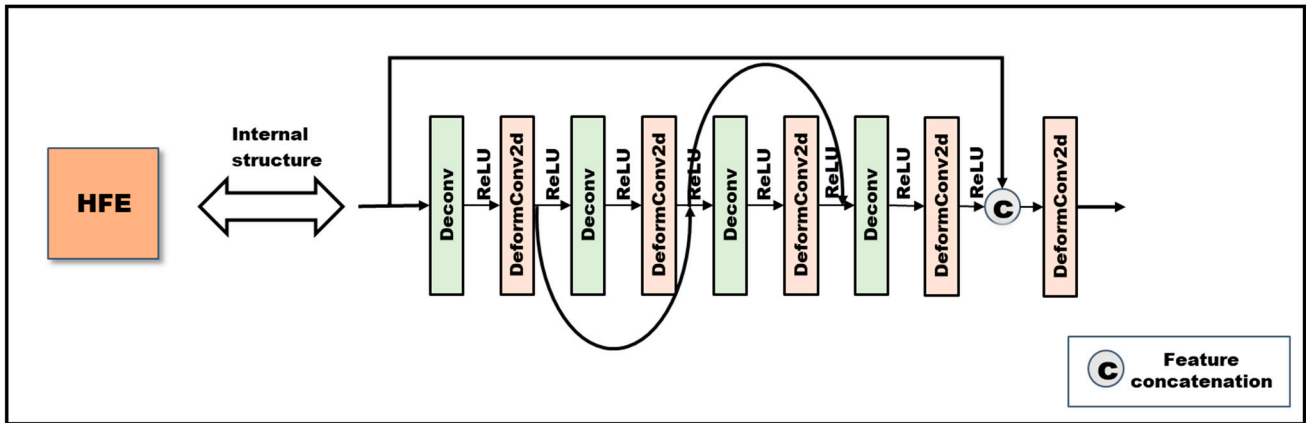 HFE
Internal
structure
Deconv
ReLU
DeformConv2d
ReLU
Deconv
ReLU
DeformConv2d
ReLU
Deconv
ReLU
DeformConv2d
ReLU
Deconv
ReLU
DeformConv2d
ReLU
C
DeformConv2d
C
Feature
concatenation